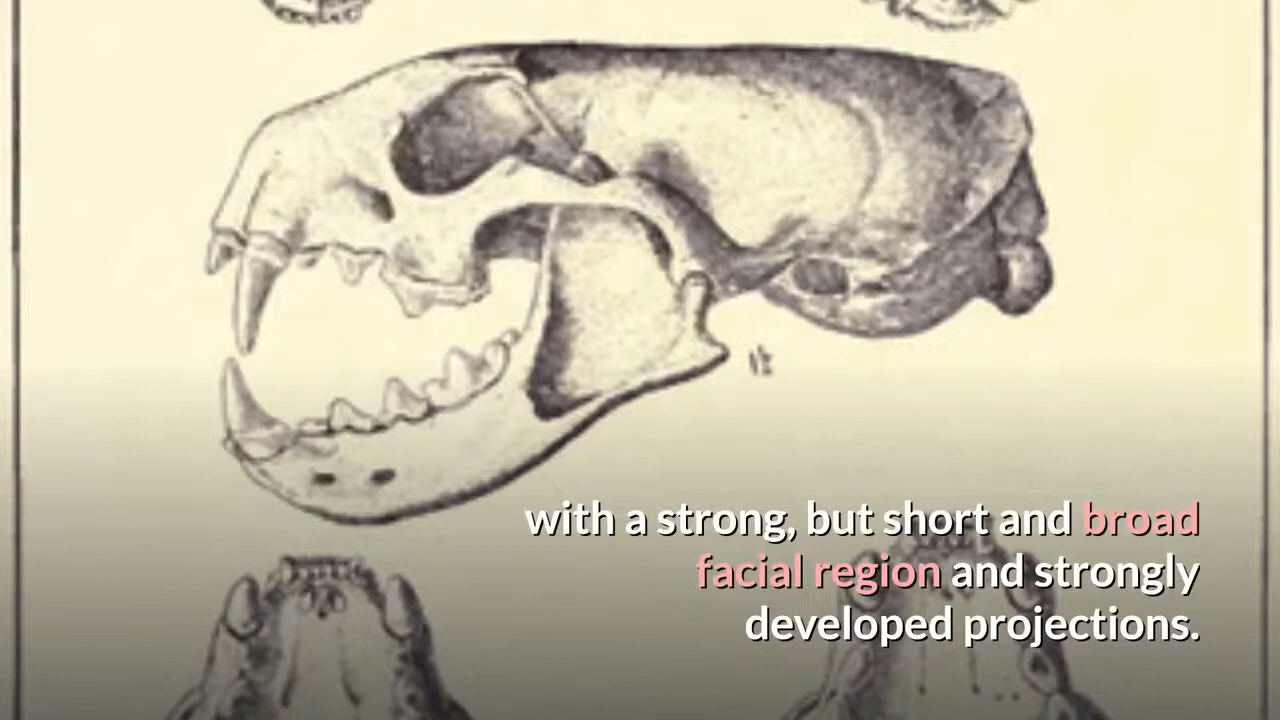 with a strong, but short and broad
facial region and strongly
developed projections.